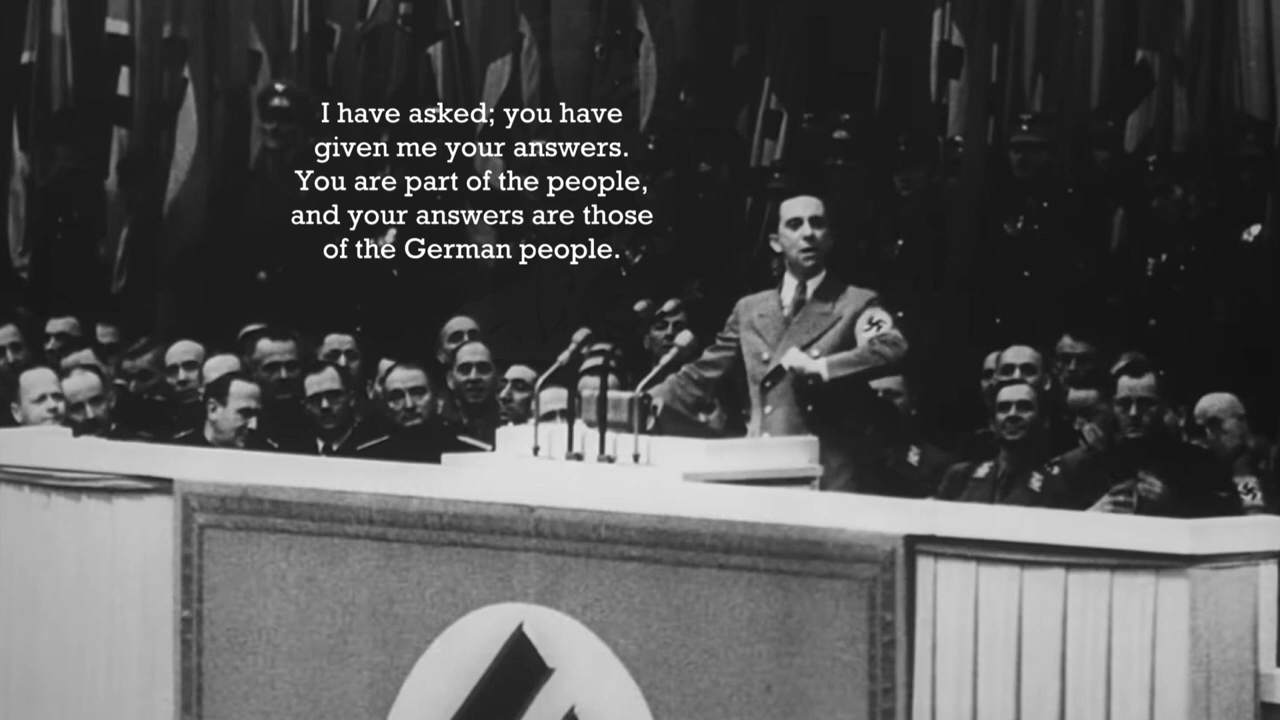 I have asked; you have
given me your answers.
You are part of the people,
and your answers are those
of the German people.